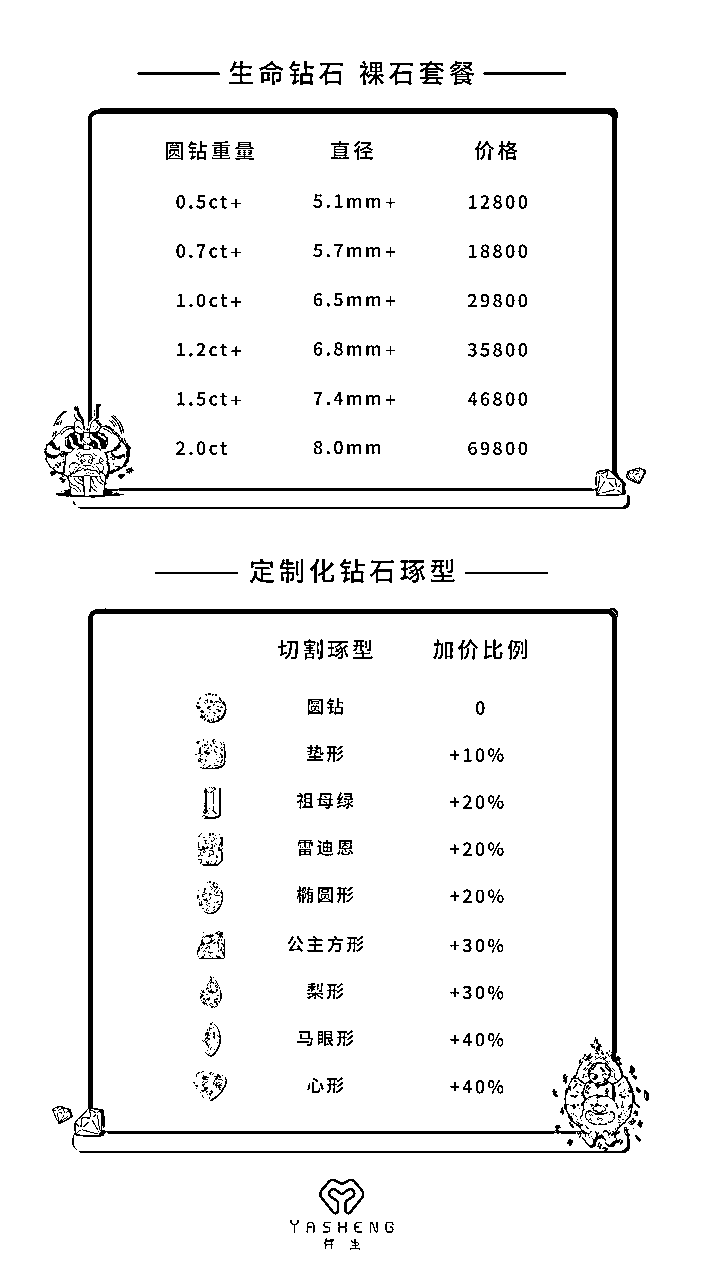 生命钻石 裸石套餐
圆钻重量 直径 价格
0.5ct+ 5.1mm+ 12800
0.7ct+ 5.7mm+ 18800
1.0ct+ 6.5mm+ 29800
1.2ct+ 6.8mm+ 35800
1.5ct+ 7.4mm+ 46800
2.0ct 8.0mm 69800
定制化钻石琢型
切割琢型 加价比例
圆钻 0
垫形 +10%
祖母绿 +20%
雷迪恩 +20%
椭圆形 +20%
公主方形 +30%
梨形 +30%
马眼形 +40%
心形 +40%
YASHENG